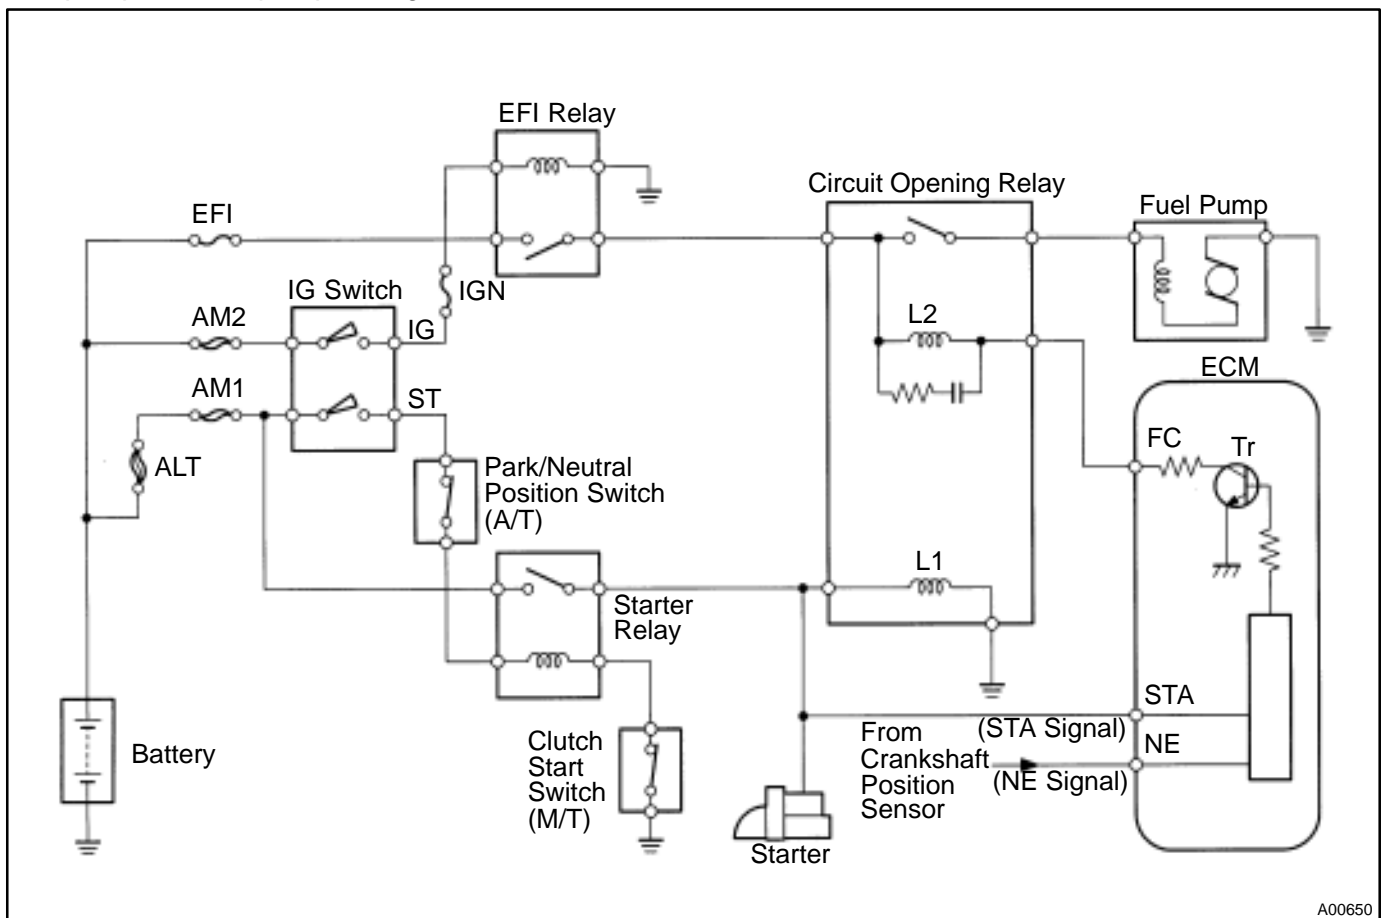 EFI Relay
Circuit Opening Relay
Fuel Pump
EFI
IG Switch
IGN
AM2
IG
L2
AM1
ST
ECM
ALT
Park/Neutral
Position Switch
(A/T)
FC
Tr
L1
Starter
Relay
STA
(STA Signal)
NE
From
Crankshaft
Position
Sensor
(NE Signal)
Battery
Clutch
Start
Switch
(M/T)
Starter
A00650